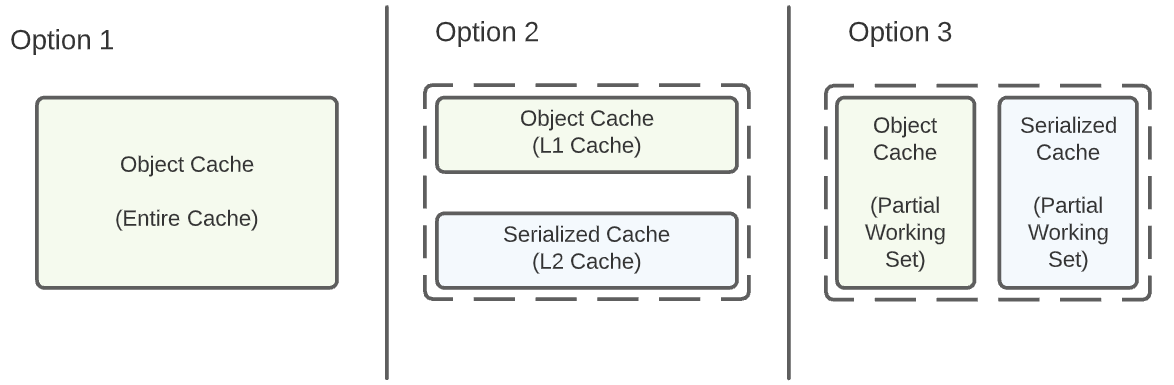 Option 1
Object Cache
(Entire Cache)
Option 2
Object Cache
(L1 Cache)
Serialized Cache
(L2 Cache)
Option 3
Object
Cache
(Partial
Working
Set)
Serialized
Cache
(Partial
Working
Set)